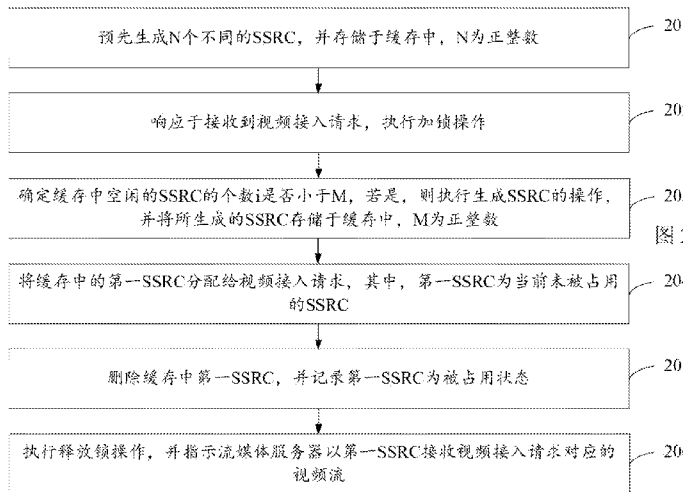 预先生成N个不同的SSRC，并存储于缓存中，N为正整数
20
响应于接收到视频接入请求，执行加锁操作
20
确定缓存中空闲的SSRC的个数i是否小于M，若是，则执行生成SSRC的操作，
并将所生成的SSRC存储于缓存中，M为正整数
20
图2
将缓存中的第一SSRC分配给视频接入请求，其中，第一SSRC为当前未被占用
的SSRC
20
删除缓存中第一SSRC，并记录第一SSRC为被占用状态
20
执行释放锁操作，并指示流媒体服务器以第一SSRC接收视频接入请求对应的
视频流
20